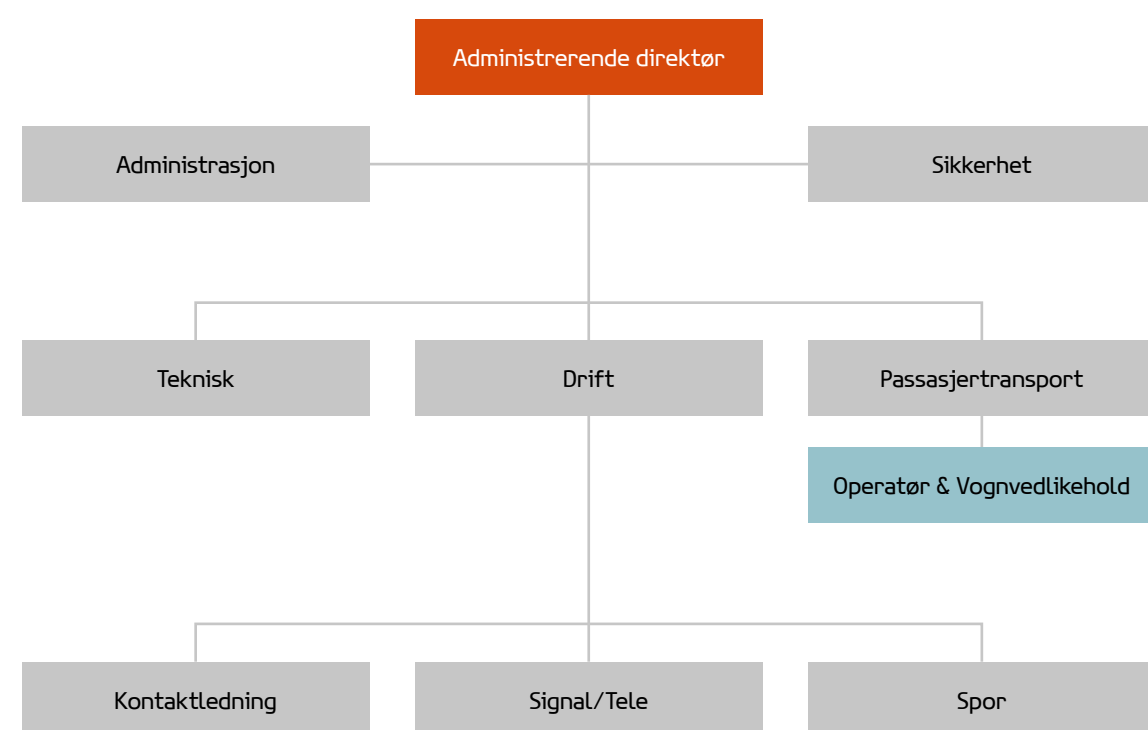 Administrerende direktør
Administrasjon
Sikkerhet
Teknisk
Drift
Passasjertransport
Operatør & Vognvedlikehold
Kontaktledning
Signal/Tele
Spor